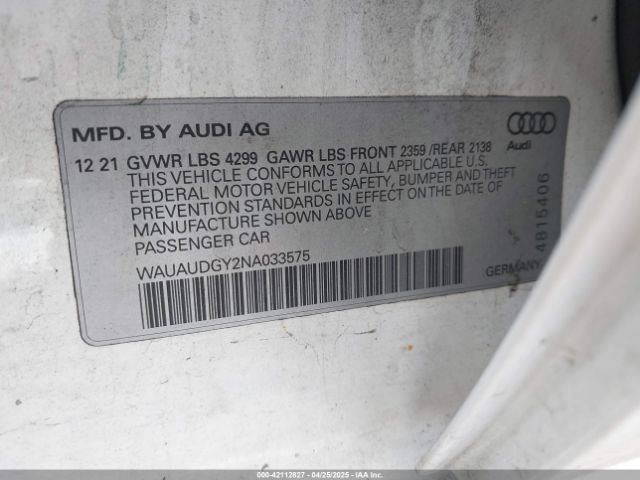 MFD. BY AUDI AG
Audi
12 21 GVWR LBS 4299 GAWR LBS FRONT 2359 /REAR 2138
THIS VEHICLE CONFORMS TO ALL APPLICABLE U.S.
FEDERAL MOTOR VEHICLE SAFETY, BUMPER AND THEFT
PREVENTION STANDARDS IN EFFECT ON THE DATE OF
MANUFACTURE SHOWN ABOVE
PASSENGER CAR
WAUAUDGY2NA033575
GERMANY
4815406
000-42112827 - 04/25/2025 - IAAI.COM